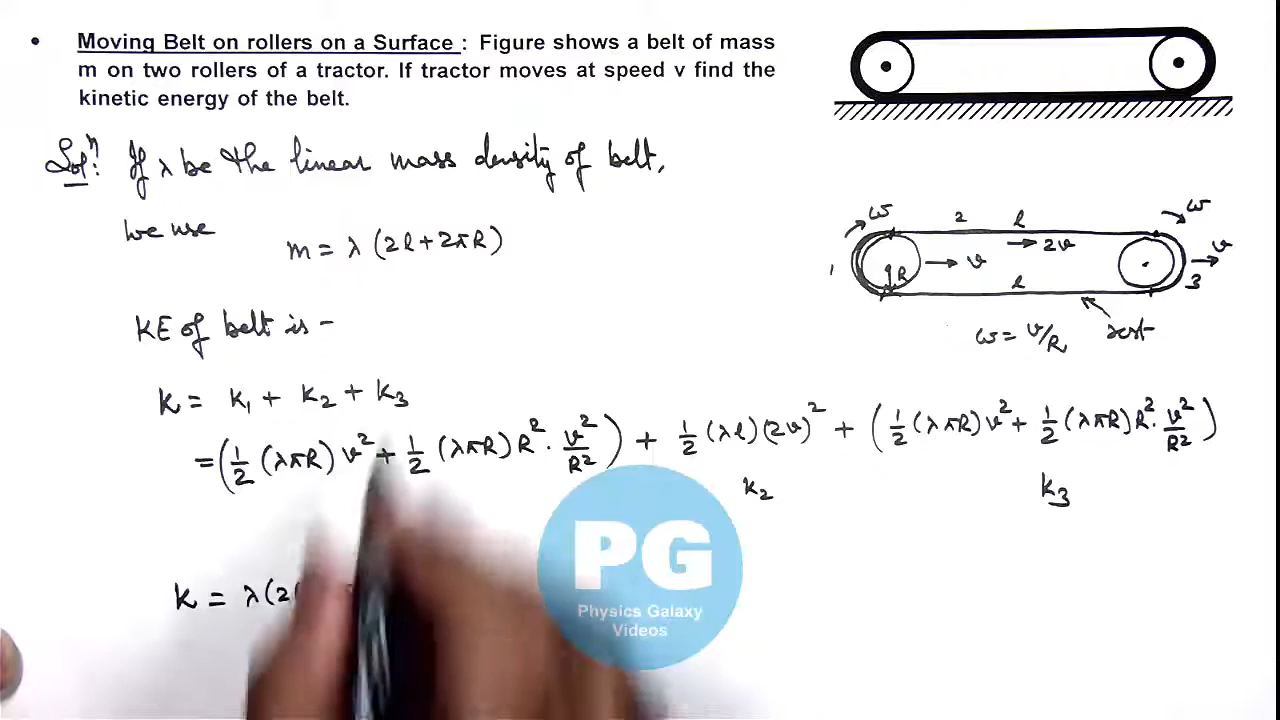 • Moving Belt on rollers on a Surface : Figure shows a belt of mass
m on two rollers of a tractor. If tractor moves at speed v find the
kinetic energy of the belt.
Solⁿ: If λ be the linear mass density of belt,
we use
m = λ (2l + 2πR)
KE of belt is -
K = K₁ + K₂ + K₃
= (½ (λπR) v² + ½ (λπR) R² · v²/R²) + ½ (λl)(2v)² + (½ (λπR) v² + ½ (λπR) R² · v²/R²)
K₂
K₃
K = λ(2
ω
2
l
ω
2v
v
v
1
R
l
3
ω = v/R
rest
PG
Physics Galaxy
Videos